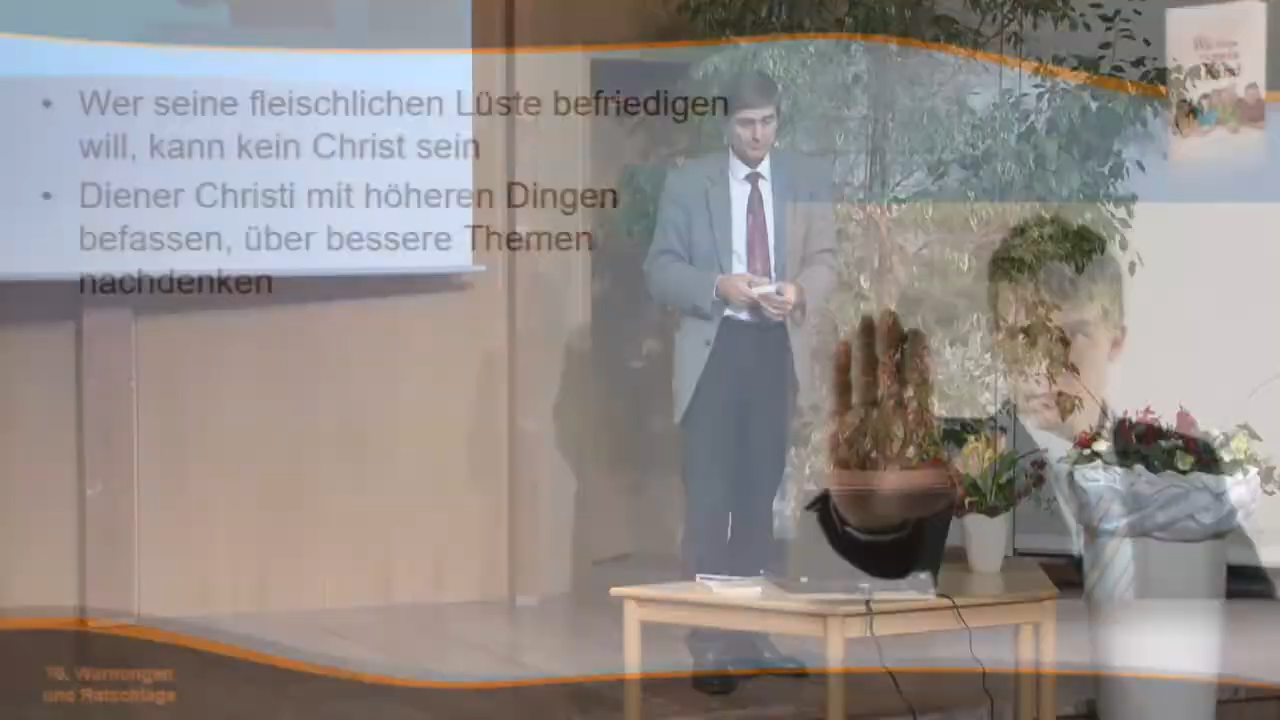 • Wer seine fleischlichen Lüste befriedigen
will, kann kein Christ sein
• Diener Christi mit höheren Dingen
befassen, über bessere Themen
nachdenken
Warnungen
und Ratschläge